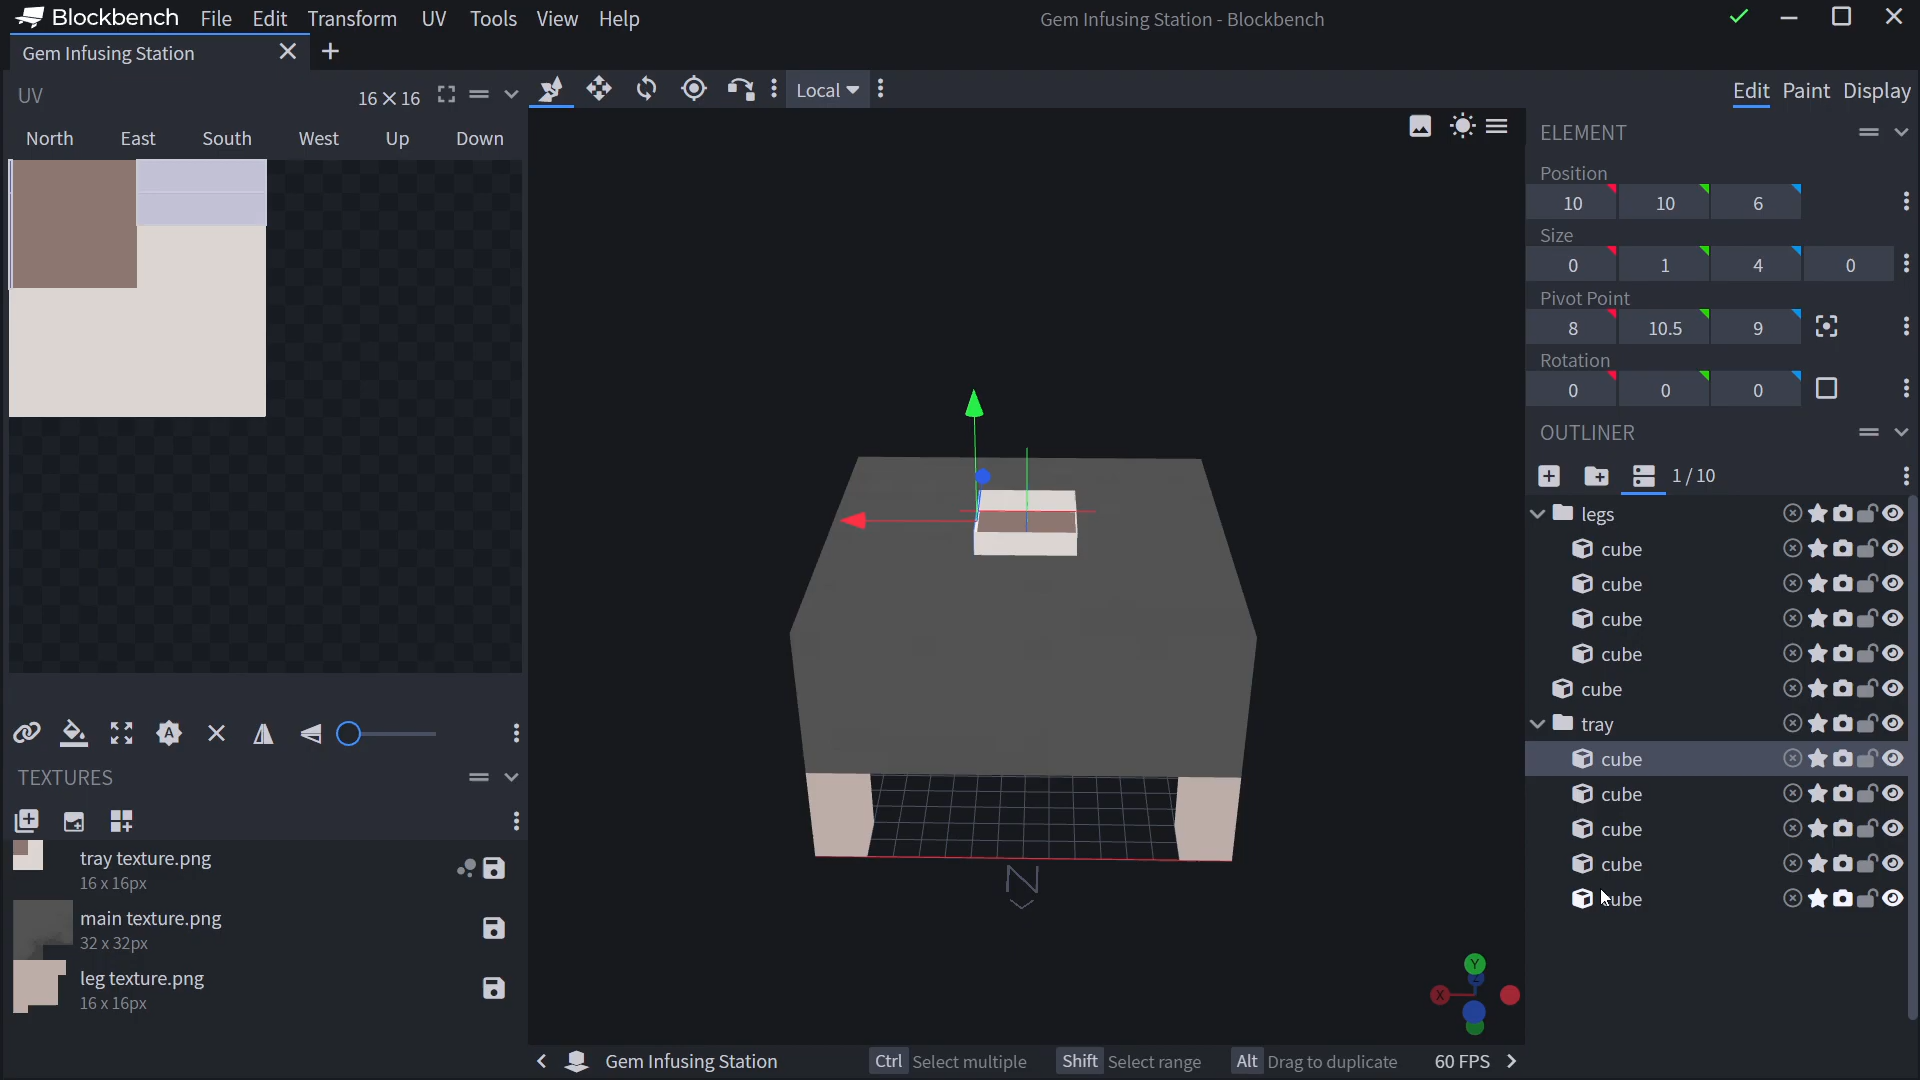 Blockbench File Edit Transform UV Tools View Help
Gem Infusing Station - Blockbench
Gem Infusing Station
UV
16 × 16
North East South West Up Down
Local
Edit Paint Display
ELEMENT
Position
10 10 6
Size
0 1 4 0
Pivot Point
8 10.5 9
Rotation
0 0 0
OUTLINER
1 / 10
legs
cube
cube
cube
cube
cube
tray
cube
cube
cube
cube
cube
TEXTURES
tray texture.png
16 x 16px
main texture.png
32 x 32px
leg texture.png
16 x 16px
N
Y
X
Z
Gem Infusing Station
Ctrl Select multiple Shift Select range Alt Drag to duplicate 60 FPS